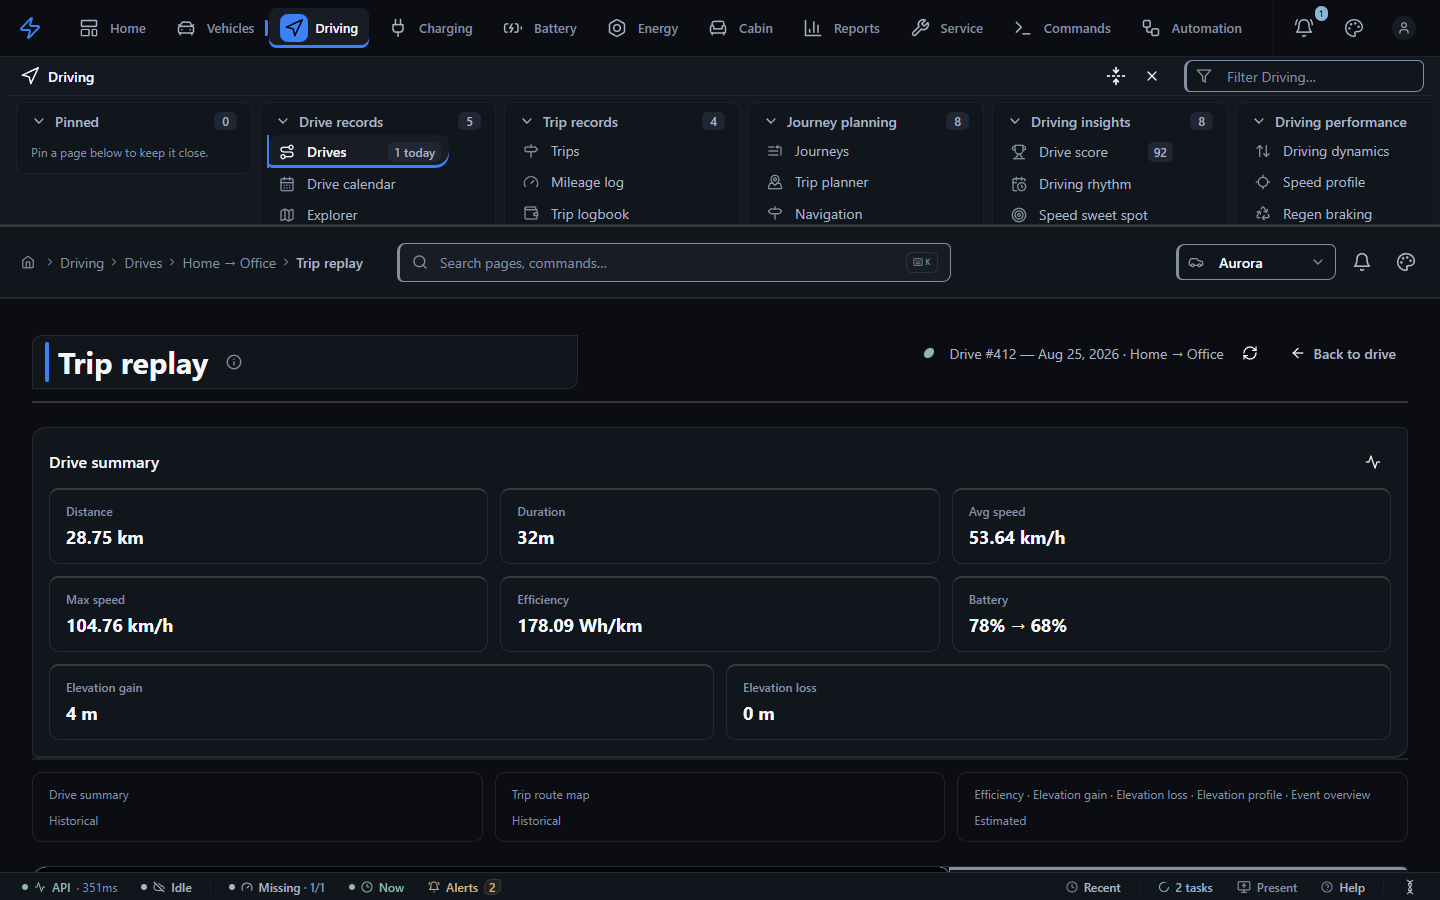 Home
Vehicles
Driving
Charging
Battery
Energy
Cabin
Reports
Service
Commands
Automation
1
Driving
Filter Driving...
Pinned 0
Pin a page below to keep it close.
Drive records 5
Drives 1 today
Drive calendar
Explorer
Trip records 4
Trips
Mileage log
Trip logbook
Journey planning 8
Journeys
Trip planner
Navigation
Driving insights 8
Drive score 92
Driving rhythm
Speed sweet spot
Driving performance
Driving dynamics
Speed profile
Regen braking
Driving > Drives > Home → Office > Trip replay
Search pages, commands...
K
Aurora
Trip replay
Drive #412 — Aug 25, 2026 · Home → Office
Back to drive
Drive summary
Distance
28.75 km
Duration
32m
Avg speed
53.64 km/h
Max speed
104.76 km/h
Efficiency
178.09 Wh/km
Battery
78% → 68%
Elevation gain
4 m
Elevation loss
0 m
Drive summary
Historical
Trip route map
Historical
Efficiency · Elevation gain · Elevation loss · Elevation profile · Event overview
Estimated
API · 351ms
Idle
Missing · 1/1
Now
Alerts 2
Recent
2 tasks
Present
Help